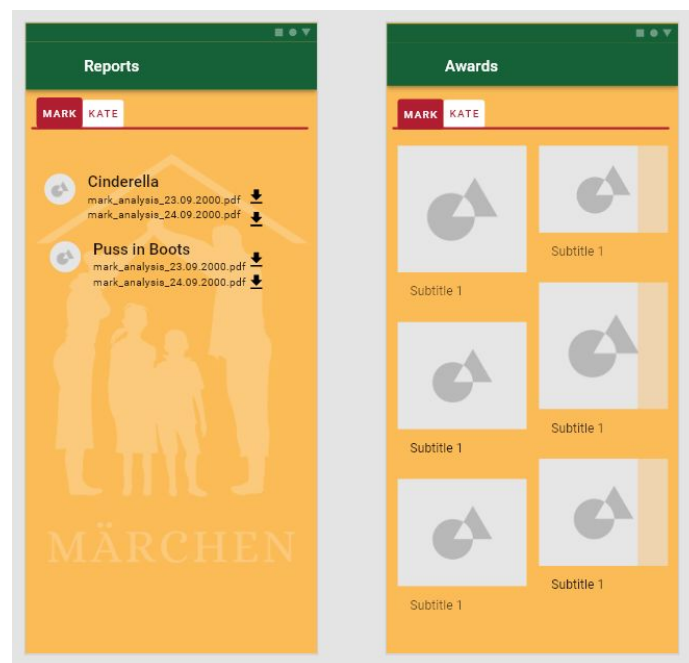 Reports
MARK KATE
Cinderella
mark_analysis_23.09.2000.pdf
mark_analysis_24.09.2000.pdf
Puss in Boots
mark_analysis_23.09.2000.pdf
mark_analysis_24.09.2000.pdf
MÄRCHEN
Awards
MARK KATE
Subtitle 1
Subtitle 1
Subtitle 1
Subtitle 1
Subtitle 1
Subtitle 1